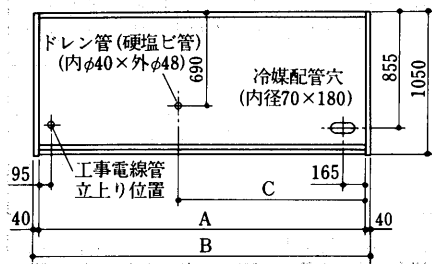 ドレン管(硬塩ビ管)
(内φ40×外φ48)
690
冷媒配管穴
(内径70×180)
855
1050
95
工事電線管
立上り位置
165
C
40
A
40
B